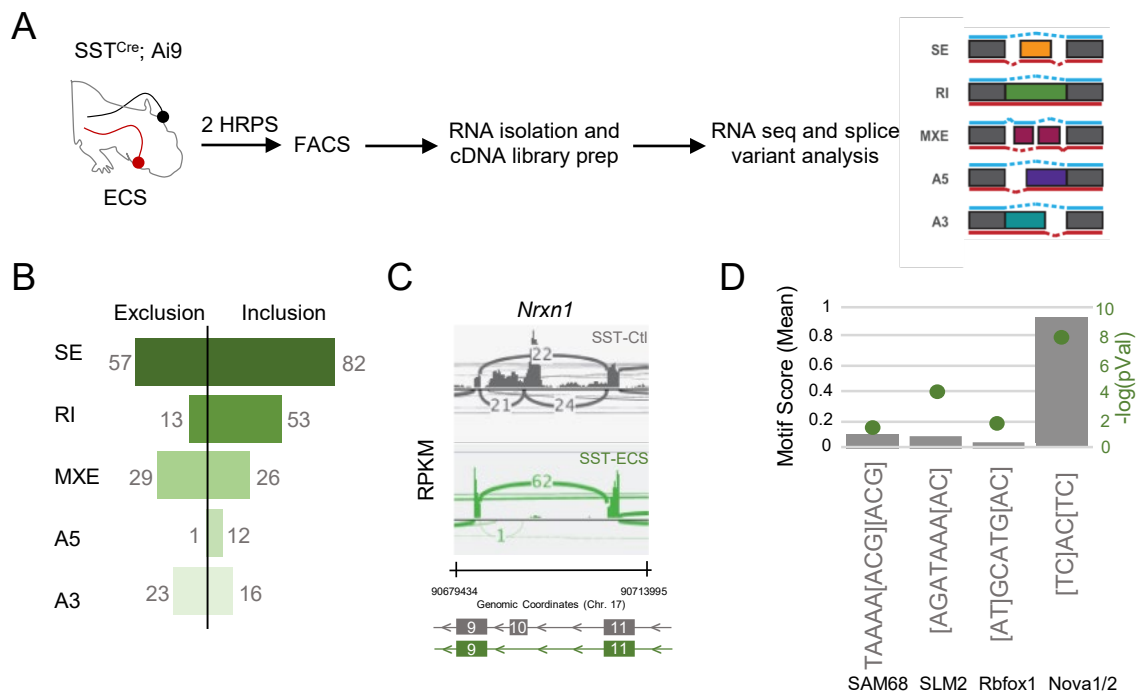 A
SST^Cre; Ai9
ECS
2 HRPS
FACS
RNA isolation and
cDNA library prep
RNA seq and splice
variant analysis
SE
RI
MXE
A5
A3
B
Exclusion
Inclusion
SE
57
82
RI
13
53
MXE
29
26
A5
1
12
A3
23
16
C
Nrxn1
RPKM
SST-Ctl
22
21
24
SST-ECS
62
1
90679434
90713995
Genomic Coordinates (Chr. 17)
9
10
11
9
11
D
Motif Score (Mean)
1
0.8
0.6
0.4
0.2
0
10
8
6
4
2
0
-log(pVal)
TAAAA[ACG][ACG]
[AGATAAA[AC]
[AT]GCATG[AC]
[TC]AC[TC]
SAM68
SLM2
Rbfox1
Nova1/2